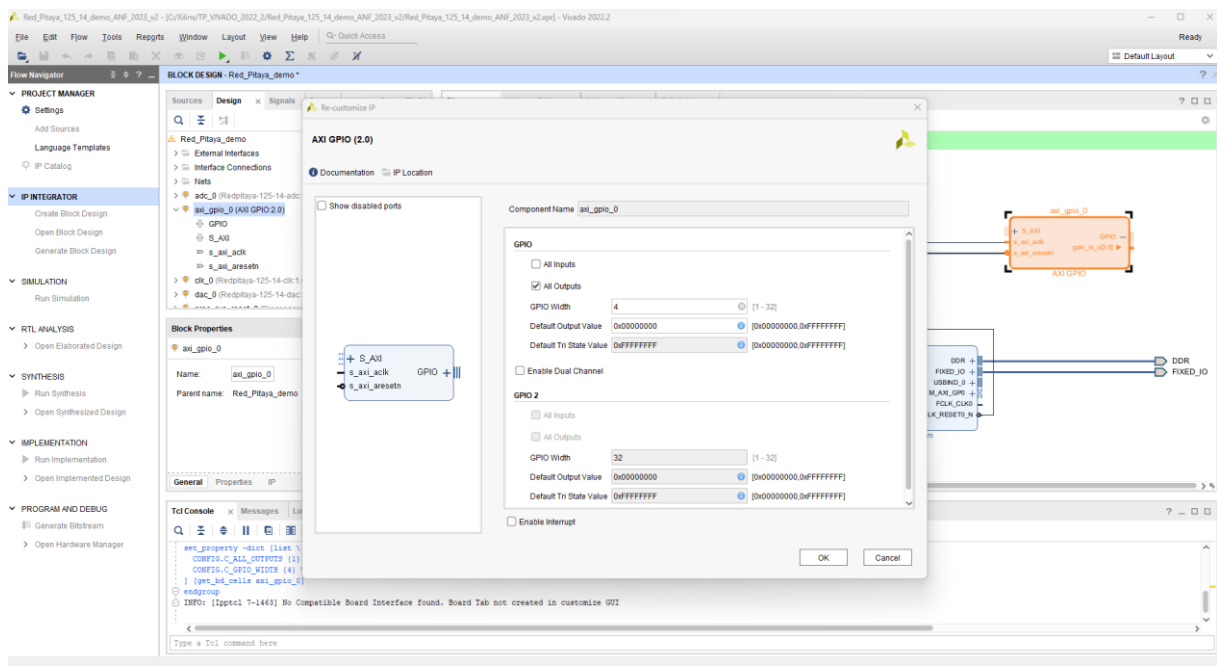 Red_Pitaya_125_14_demo_ANF_2023_v2 - [C:/Xilinx/TP_VIVADO_2022_2/Red_Pitaya_125_14_demo_ANF_2023_v2/Red_Pitaya_125_14_demo_ANF_2023_v2.xpr] - Vivado 2022.2
File Edit Flow Tools Reports Window Layout View Help Q- Quick Access
Ready
Default Layout
Flow Navigator
BLOCK DESIGN - Red_Pitaya_demo *
PROJECT MANAGER
Settings
Add Sources
Language Templates
IP Catalog
IP INTEGRATOR
Create Block Design
Open Block Design
Generate Block Design
SIMULATION
Run Simulation
RTL ANALYSIS
Open Elaborated Design
SYNTHESIS
Run Synthesis
Open Synthesized Design
IMPLEMENTATION
Run Implementation
Open Implemented Design
PROGRAM AND DEBUG
Generate Bitstream
Open Hardware Manager
Sources Design Signals
Red_Pitaya_demo
External Interfaces
Interface Connections
Nets
adc_0 (Redpitaya-125-14-adc:
axi_gpio_0 (AXI GPIO:2.0)
GPIO
S_AXI
s_axi_aclk
s_axi_aresetn
clk_0 (Redpitaya-125-14-clk:1.
dac_0 (Redpitaya-125-14-dac:
Block Properties
axi_gpio_0
Name: axi_gpio_0
Parent name: Red_Pitaya_demo
General Properties IP
Re-customize IP
AXI GPIO (2.0)
Documentation IP Location
Show disabled ports
S_AXI
s_axi_aclk
s_axi_aresetn
GPIO
Component Name axi_gpio_0
GPIO
All Inputs
All Outputs
GPIO Width 4 [1 - 32]
Default Output Value 0x00000000 [0x00000000,0xFFFFFFFF]
Default Tri State Value 0xFFFFFFFF [0x00000000,0xFFFFFFFF]
Enable Dual Channel
GPIO 2
All Inputs
All Outputs
GPIO Width 32 [1 - 32]
Default Output Value 0x00000000 [0x00000000,0xFFFFFFFF]
Default Tri State Value 0xFFFFFFFF [0x00000000,0xFFFFFFFF]
Enable Interrupt
OK Cancel
axi_gpio_0
S_AXI
s_axi_aclk
s_axi_aresetn
GPIO
gpio_io_o[0:0]
AXI GPIO
DDR
FIXED_IO
USBIND_0
M_AXI_GP0
FCLK_CLK0
LK_RESET0_N
DDR
FIXED_IO
Tcl Console Messages Lo
set_property -dict [list \
CONFIG.C_ALL_OUTPUTS {1}
CONFIG.C_GPIO_WIDTH {4}
] [get_bd_cells axi_gpio_0]
endgroup
INFO: [Ipptcl 7-1463] No Compatible Board Interface found. Board Tab not created in customize GUI
Type a Tcl command here